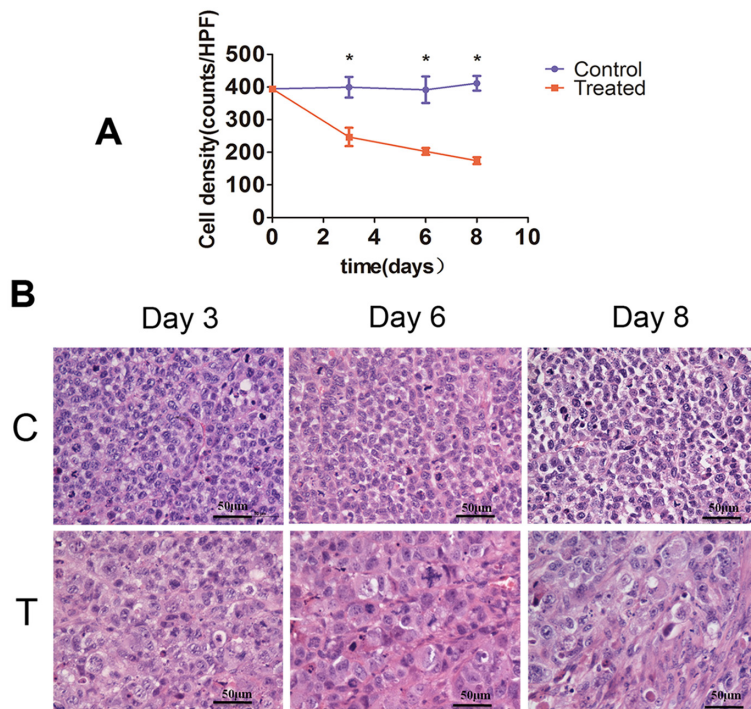 A
Cell density(counts/HPF)
500
400
300
200
100
0
* * *
Control
Treated
0 2 4 6 8 10
time(days）
B
Day 3 Day 6 Day 8
C
50μm 50μm 50μm
T
50μm 50μm 50μm